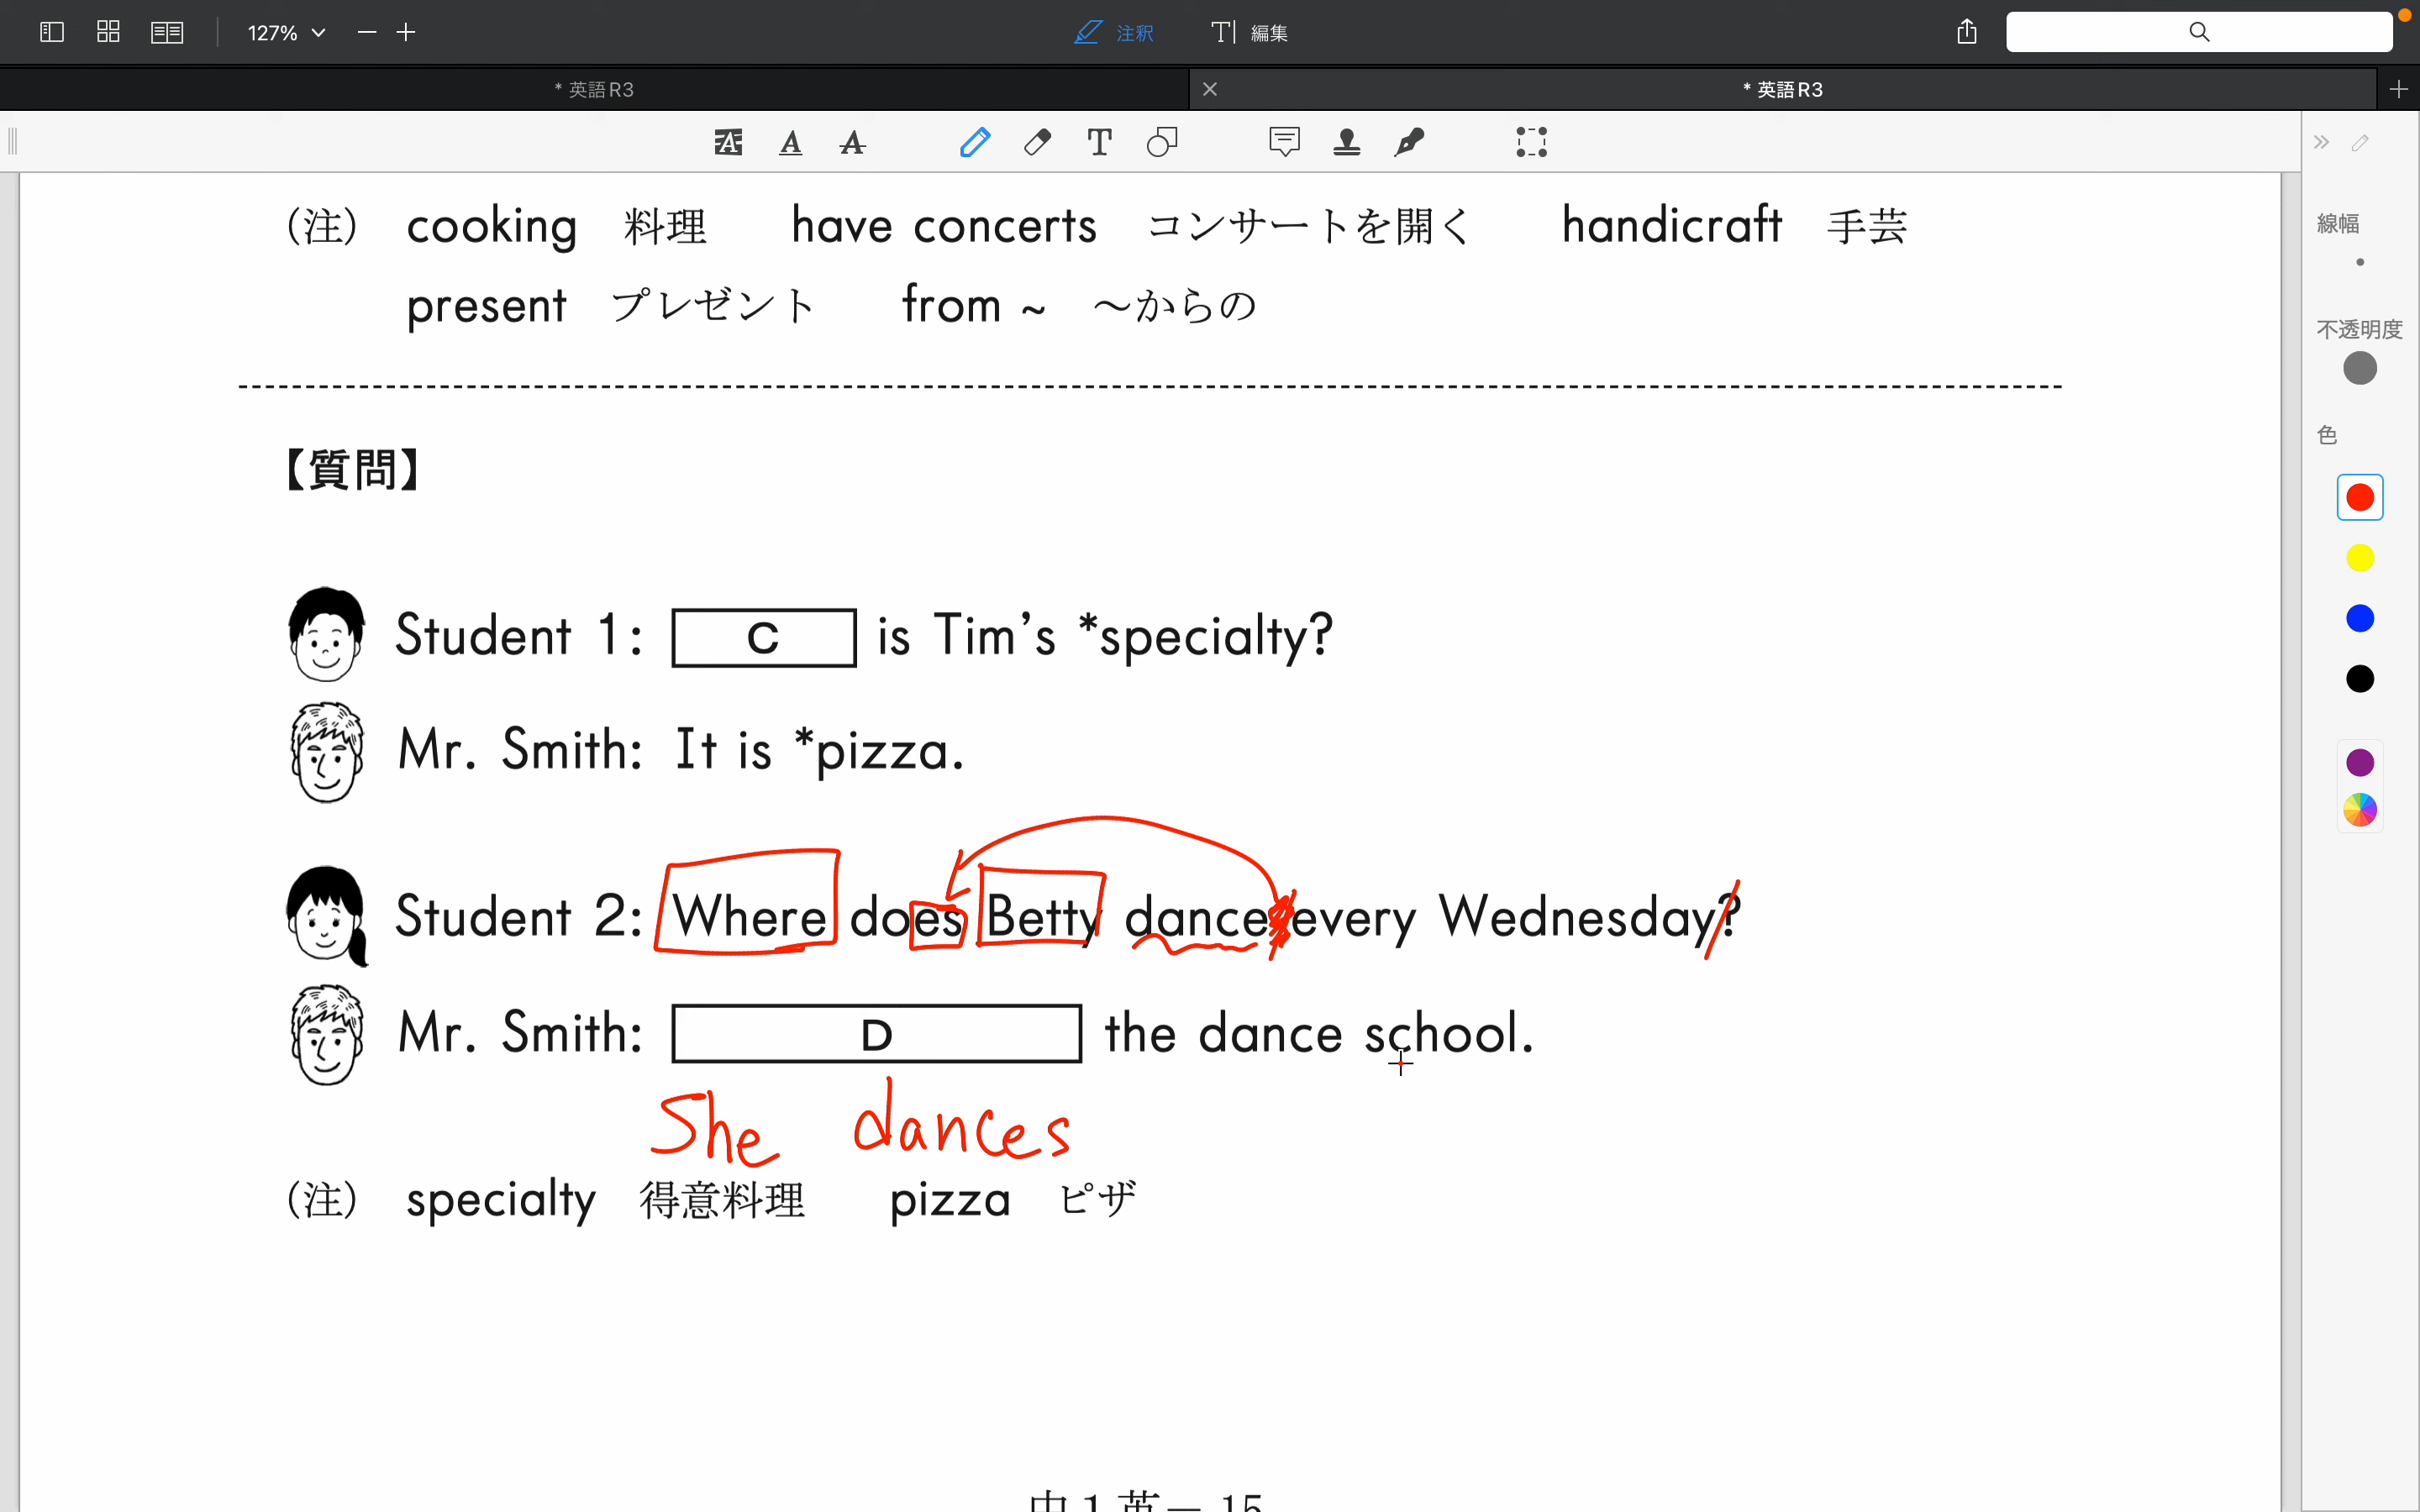 127%
注釈
編集
* 英語R3
* 英語R3
(注) cooking 料理 have concerts コンサートを開く handicraft 手芸
present プレゼント from ~ ～からの
【質問】
Student 1: C is Tim's *specialty?
Mr. Smith: It is *pizza.
Student 2: Where does Betty dance every Wednesday?
Mr. Smith: D the dance school.
She dances
(注) specialty 得意料理 pizza ピザ
中1英－15
線幅
不透明度
色